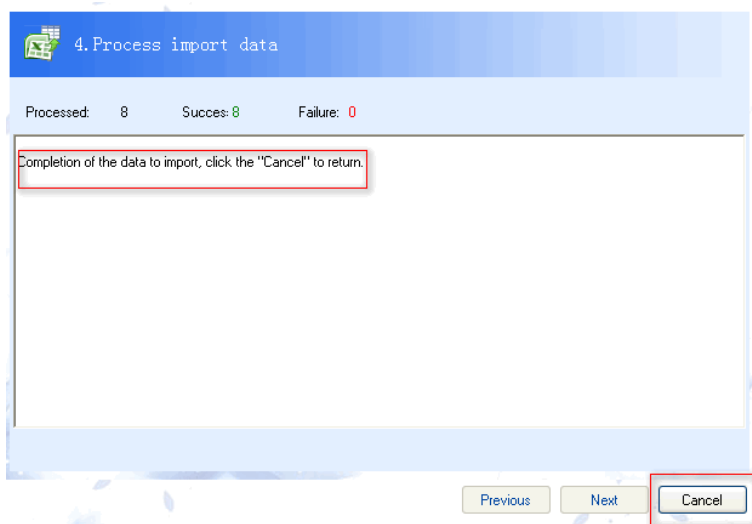 4. Process import data
Processed: 8 Succes: 8 Failure: 0
Completion of the data to import, click the "Cancel" to return.
Previous Next Cancel